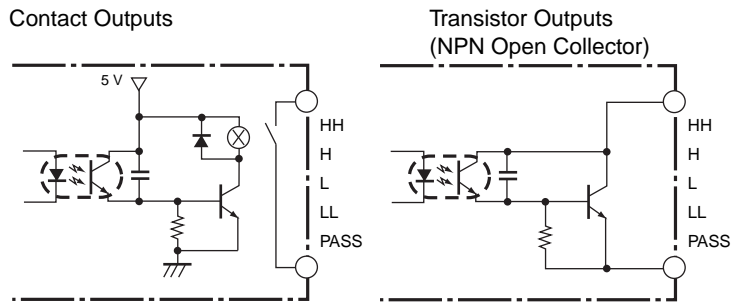 Contact Outputs
5 V
HH
H
L
LL
PASS
Transistor Outputs
(NPN Open Collector)
HH
H
L
LL
PASS